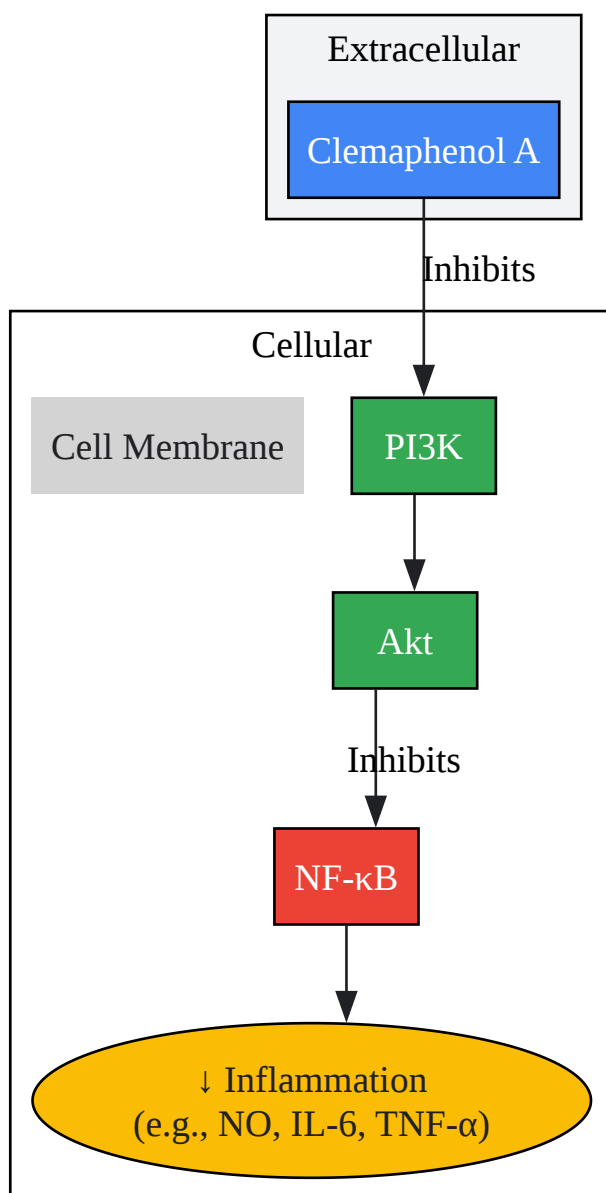 Extracellular
Clemaphenol A
Inhibits
Cellular
Cell Membrane
PI3K
Akt
Inhibits
NF-κB
↓ Inflammation
(e.g., NO, IL-6, TNF-α)